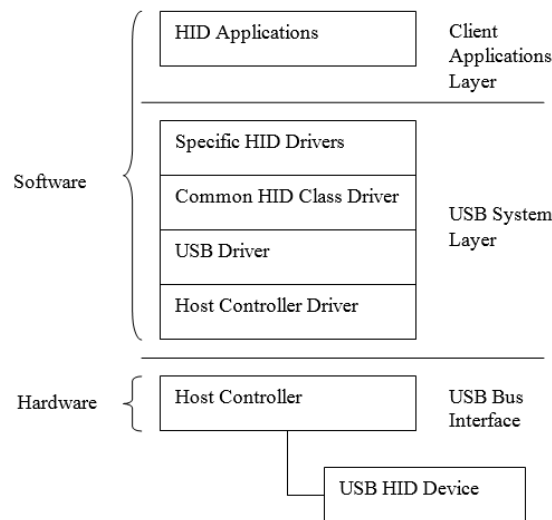 HID Applications
Client
Applications
Layer
Software
Specific HID Drivers
Common HID Class Driver
USB Driver
Host Controller Driver
USB System
Layer
Hardware
Host Controller
USB Bus
Interface
USB HID Device